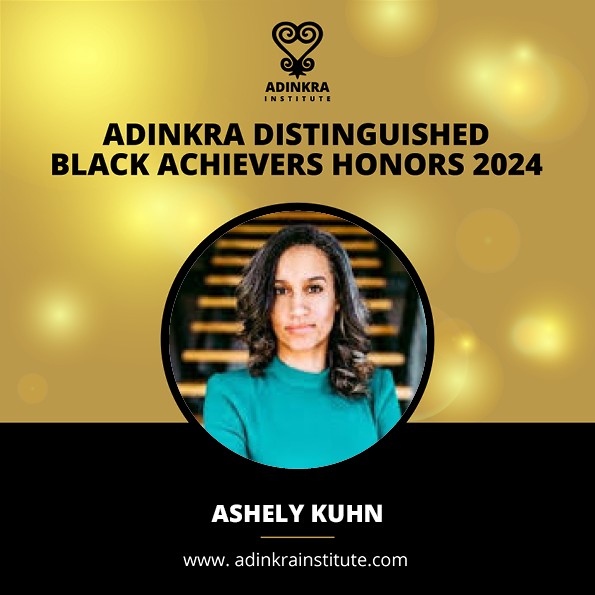 ADINKRA
INSTITUTE
ADINKRA DISTINGUISHED
BLACK ACHIEVERS HONORS 2024
ASHELY KUHN
www. adinkrainstitute.com